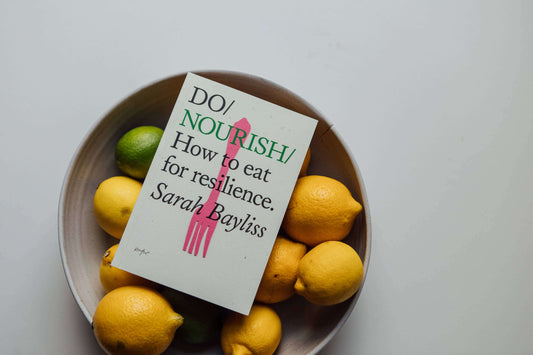 DO/
NOURISH/
How to eat
for resilience.
Sarah Bayliss